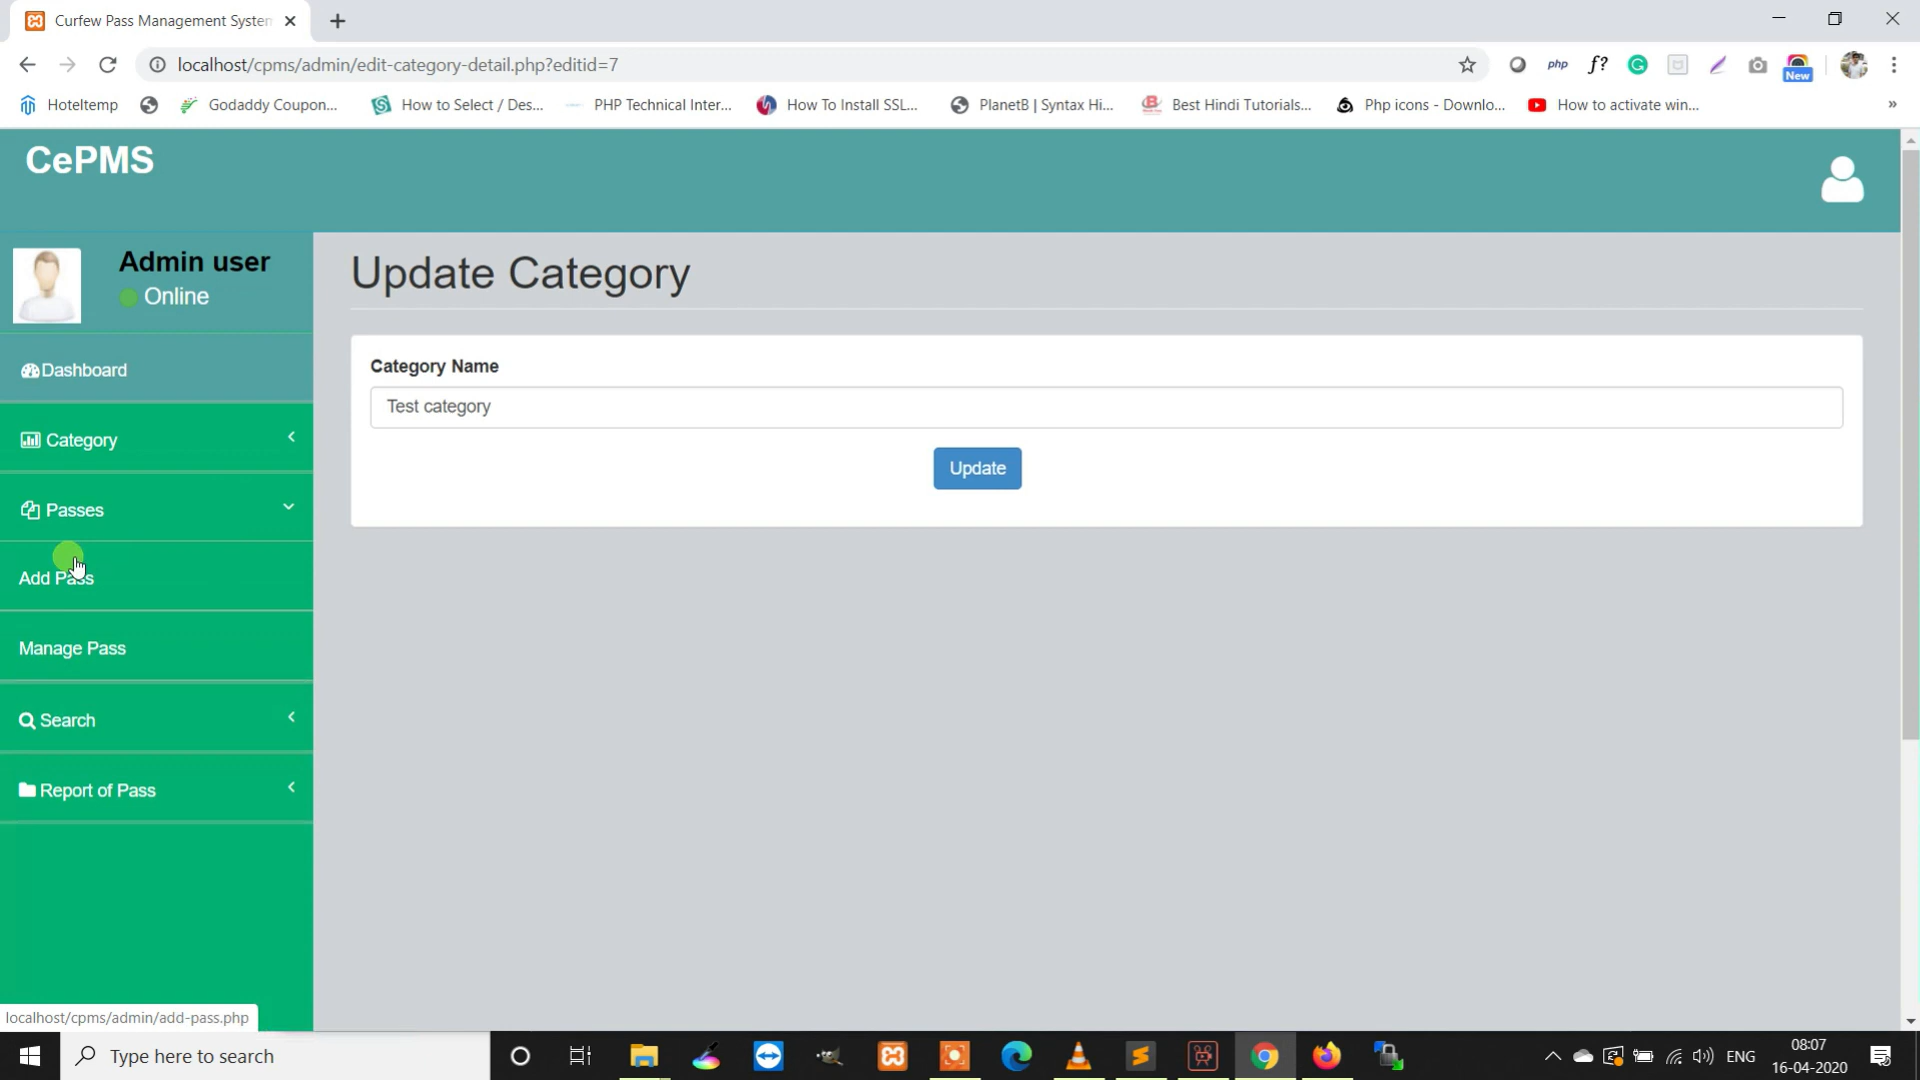 Curfew Pass Management System
localhost/cpms/admin/edit-category-detail.php?editid=7
php
f?
New
Hoteltemp
Godaddy Coupon...
How to Select / Des...
PHP Technical Inter...
How To Install SSL...
PlanetB | Syntax Hi...
Best Hindi Tutorials...
Php icons - Downlo...
How to activate win...
»
CePMS
Admin user
Online
Update Category
Dashboard
Category Name
Test category
Category
Update
Passes
Add Pass
Manage Pass
Search
Report of Pass
localhost/cpms/admin/add-pass.php
Type here to search
ENG
08:07
16-04-2020